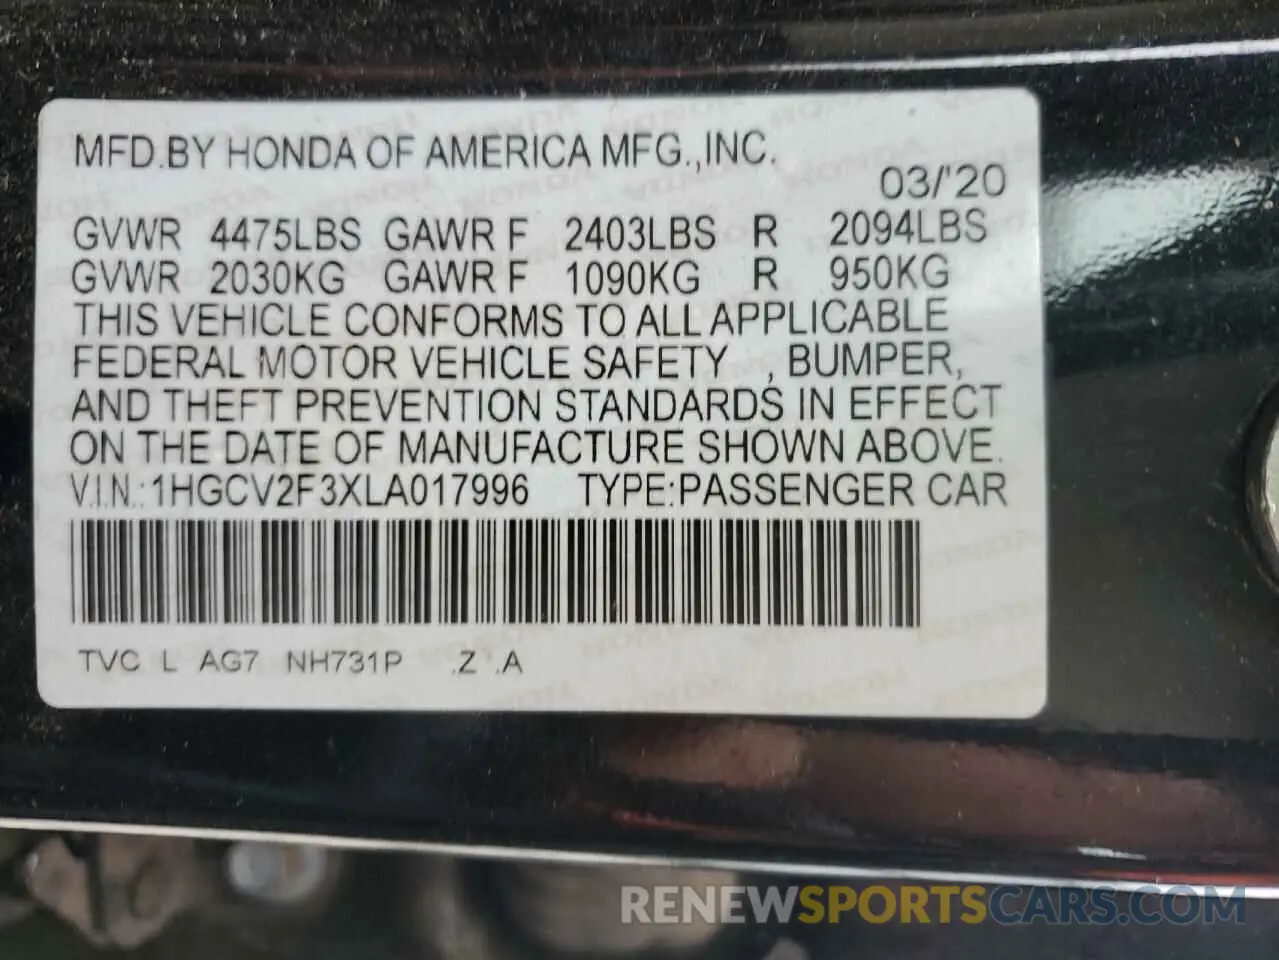 MFD.BY HONDA OF AMERICA MFG.,INC.
03/'20
GVWR 4475LBS GAWR F 2403LBS R 2094LBS
GVWR 2030KG GAWR F 1090KG R 950KG
THIS VEHICLE CONFORMS TO ALL APPLICABLE
FEDERAL MOTOR VEHICLE SAFETY , BUMPER,
AND THEFT PREVENTION STANDARDS IN EFFECT
ON THE DATE OF MANUFACTURE SHOWN ABOVE.
V.I.N.:1HGCV2F3XLA017996 TYPE:PASSENGER CAR
TVC L AG7 NH731P .Z .A
RENEWSPORTSCARS.COM